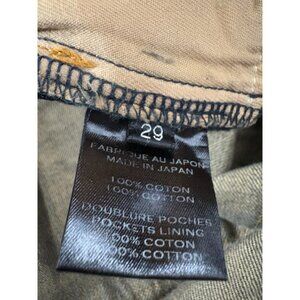 29
FABRIQUE AU JAPON
MADE IN JAPAN
100% COTON
100% COTTON
DOUBLURE POCHES
POCKETS LINING
100% COTON
100% COTTON